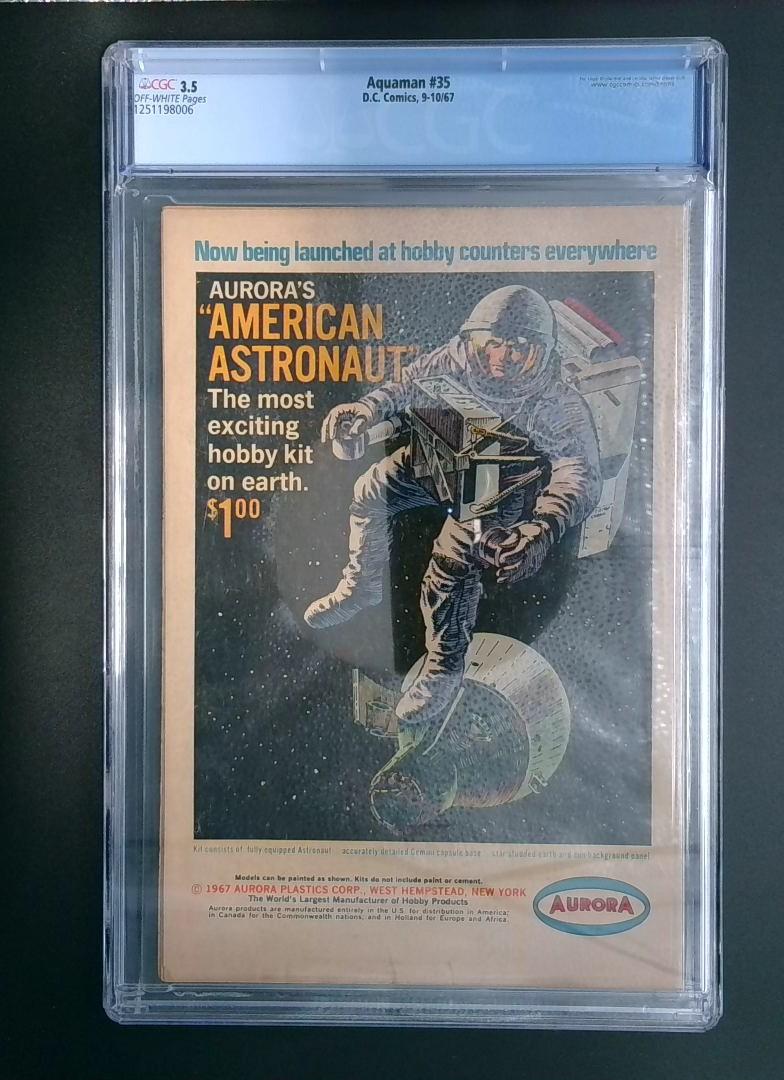 CGC 3.5
OFF-WHITE Pages
1251198006
Aquaman #35
D.C. Comics, 9-10/67
CGC
Now being launched at hobby counters everywhere
AURORA'S
"AMERICAN
ASTRONAUT"
The most
exciting
hobby kit
on earth.
$1.00
Kit consists of: fully equipped Astronaut accurately detailed Gemini capsule base star studded earth and sun background panel
Models can be painted as shown. Kits do not include paint or cement.
© 1967 AURORA PLASTICS CORP., WEST HEMPSTEAD, NEW YORK
The World's Largest Manufacturer of Hobby Products
Aurora products are manufactured entirely in the U.S. for distribution in America;
in Canada for the Commonwealth nations; and in Holland for Europe and Africa.
AURORA